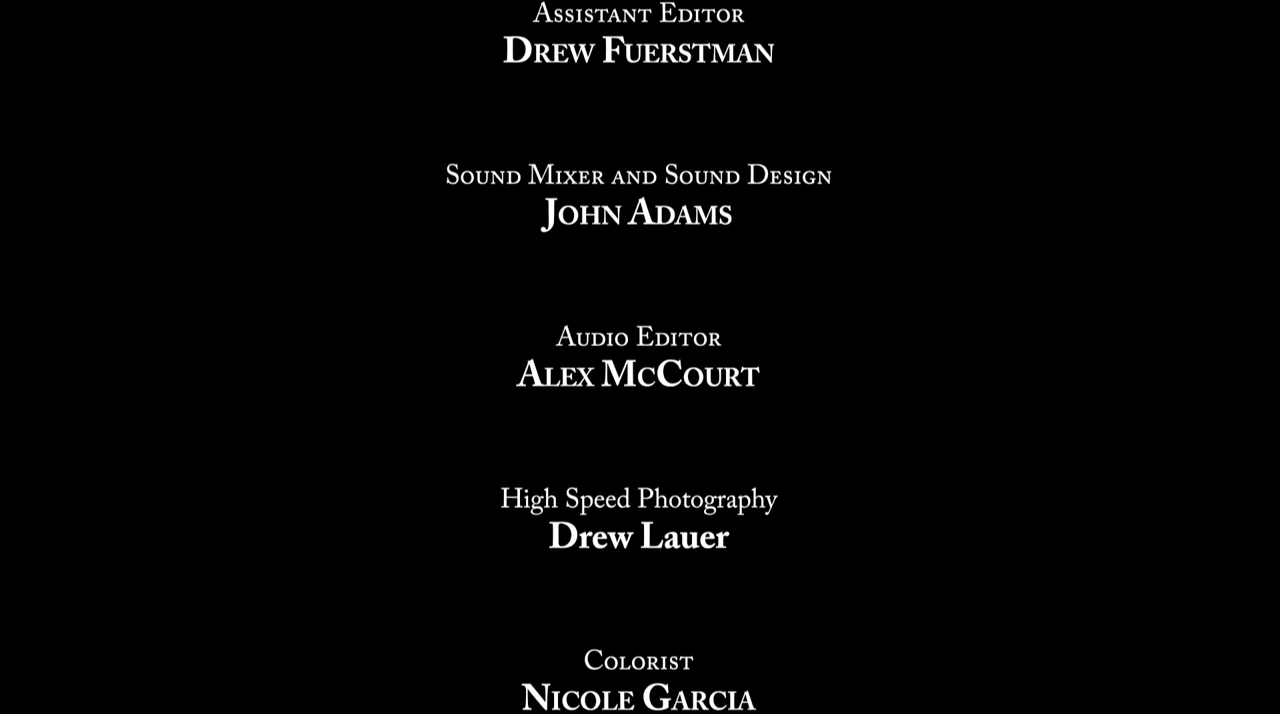 Assistant Editor
Drew Fuerstman
Sound Mixer and Sound Design
John Adams
Audio Editor
Alex McCourt
High Speed Photography
Drew Lauer
Colorist
Nicole Garcia